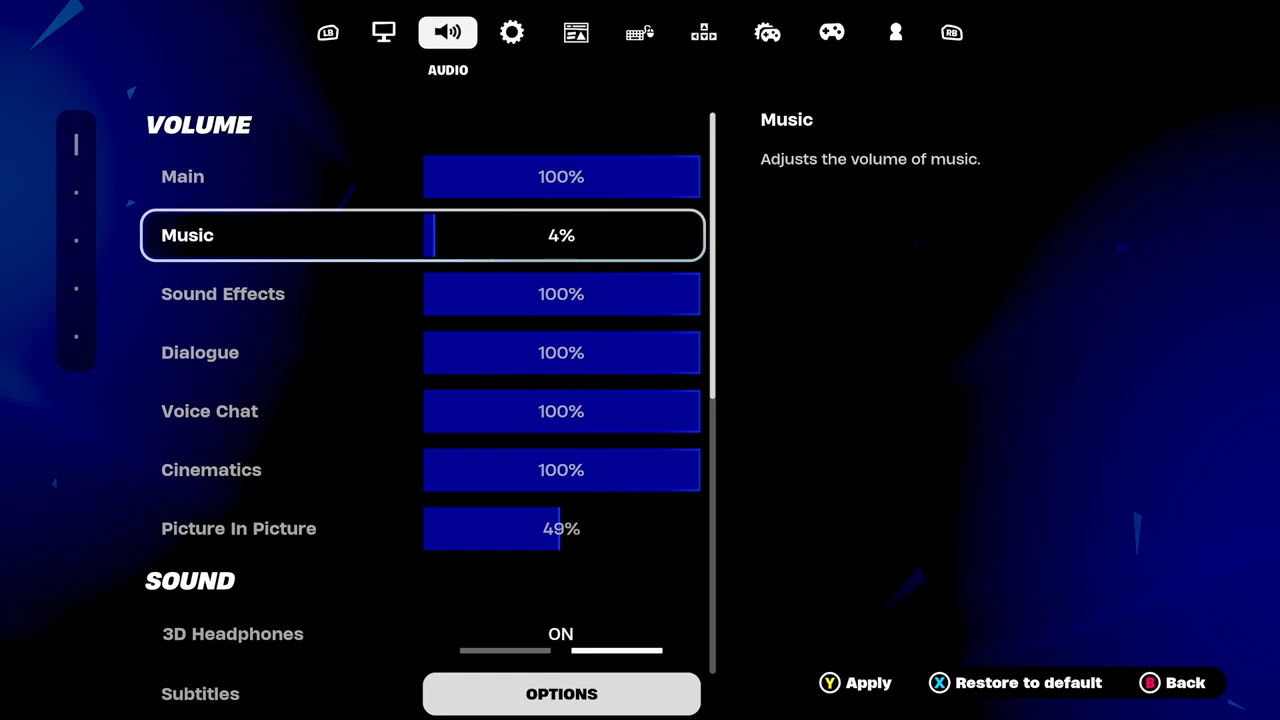 LB
RB
AUDIO
VOLUME
Main 100%
Music 4%
Sound Effects 100%
Dialogue 100%
Voice Chat 100%
Cinematics 100%
Picture In Picture 49%
SOUND
3D Headphones ON
Subtitles OPTIONS
Music
Adjusts the volume of music.
Y Apply X Restore to default B Back